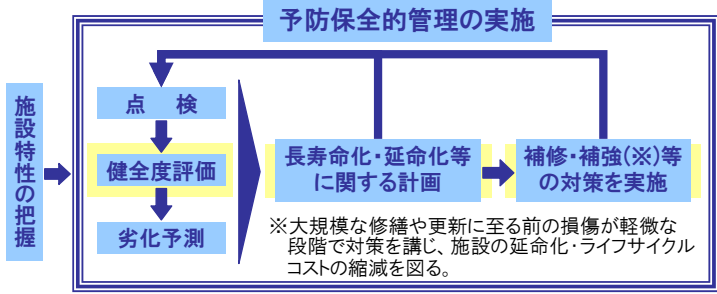 予防保全的管理の実施
施設特性の把握
点　検
健全度評価
劣化予測
長寿命化・延命化等
に関する計画
補修・補強(※)等
の対策を実施
※大規模な修繕や更新に至る前の損傷が軽微な
段階で対策を講じ、施設の延命化・ライフサイクル
コストの縮減を図る。